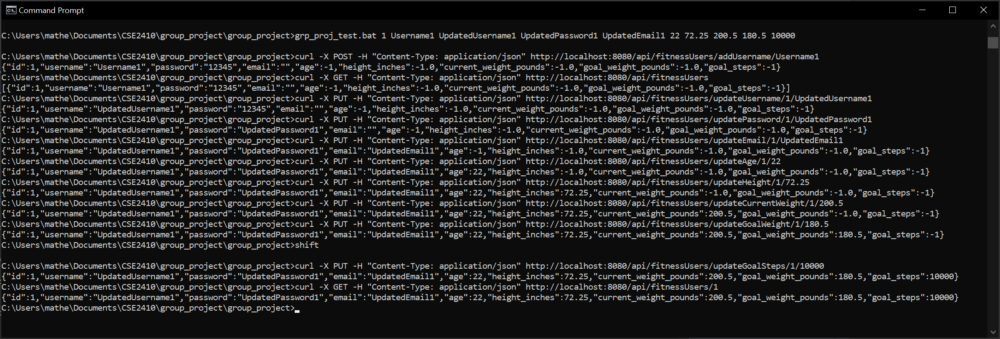 Command Prompt
C:\Users\mathe\Documents\CSE2410\group_project\group_project>grp_proj_test.bat 1 Username1 UpdatedUsername1 UpdatedPassword1 UpdatedEmail1 22 72.25 200.5 180.5 10000
C:\Users\mathe\Documents\CSE2410\group_project\group_project>curl -X POST -H "Content-Type: application/json" http://localhost:8080/api/fitnessUsers/addUsername/Username1
{"id":1,"username":"Username1","password":"12345","email":"","age":-1,"height_inches":-1.0,"current_weight_pounds":-1.0,"goal_weight_pounds":-1.0,"goal_steps":-1}
C:\Users\mathe\Documents\CSE2410\group_project\group_project>curl -X GET -H "Content-Type: application/json" http://localhost:8080/api/fitnessUsers
[{"id":1,"username":"Username1","password":"12345","email":"","age":-1,"height_inches":-1.0,"current_weight_pounds":-1.0,"goal_weight_pounds":-1.0,"goal_steps":-1}]
C:\Users\mathe\Documents\CSE2410\group_project\group_project>curl -X PUT -H "Content-Type: application/json" http://localhost:8080/api/fitnessUsers/updateUsername/1/UpdatedUsername1
{"id":1,"username":"UpdatedUsername1","password":"12345","email":"","age":-1,"height_inches":-1.0,"current_weight_pounds":-1.0,"goal_weight_pounds":-1.0,"goal_steps":-1}
C:\Users\mathe\Documents\CSE2410\group_project\group_project>curl -X PUT -H "Content-Type: application/json" http://localhost:8080/api/fitnessUsers/updatePassword/1/UpdatedPassword1
{"id":1,"username":"UpdatedUsername1","password":"UpdatedPassword1","email":"","age":-1,"height_inches":-1.0,"current_weight_pounds":-1.0,"goal_weight_pounds":-1.0,"goal_steps":-1}
C:\Users\mathe\Documents\CSE2410\group_project\group_project>curl -X PUT -H "Content-Type: application/json" http://localhost:8080/api/fitnessUsers/updateEmail/1/UpdatedEmail1
{"id":1,"username":"UpdatedUsername1","password":"UpdatedPassword1","email":"UpdatedEmail1","age":-1,"height_inches":-1.0,"current_weight_pounds":-1.0,"goal_weight_pounds":-1.0,"goal_steps":-1}
C:\Users\mathe\Documents\CSE2410\group_project\group_project>curl -X PUT -H "Content-Type: application/json" http://localhost:8080/api/fitnessUsers/updateAge/1/22
{"id":1,"username":"UpdatedUsername1","password":"UpdatedPassword1","email":"UpdatedEmail1","age":22,"height_inches":-1.0,"current_weight_pounds":-1.0,"goal_weight_pounds":-1.0,"goal_steps":-1}
C:\Users\mathe\Documents\CSE2410\group_project\group_project>curl -X PUT -H "Content-Type: application/json" http://localhost:8080/api/fitnessUsers/updateHeight/1/72.25
{"id":1,"username":"UpdatedUsername1","password":"UpdatedPassword1","email":"UpdatedEmail1","age":22,"height_inches":72.25,"current_weight_pounds":-1.0,"goal_weight_pounds":-1.0,"goal_steps":-1}
C:\Users\mathe\Documents\CSE2410\group_project\group_project>curl -X PUT -H "Content-Type: application/json" http://localhost:8080/api/fitnessUsers/updateCurrentWeight/1/200.5
{"id":1,"username":"UpdatedUsername1","password":"UpdatedPassword1","email":"UpdatedEmail1","age":22,"height_inches":72.25,"current_weight_pounds":200.5,"goal_weight_pounds":-1.0,"goal_steps":-1}
C:\Users\mathe\Documents\CSE2410\group_project\group_project>curl -X PUT -H "Content-Type: application/json" http://localhost:8080/api/fitnessUsers/updateGoalWeight/1/180.5
{"id":1,"username":"UpdatedUsername1","password":"UpdatedPassword1","email":"UpdatedEmail1","age":22,"height_inches":72.25,"current_weight_pounds":200.5,"goal_weight_pounds":180.5,"goal_steps":-1}
C:\Users\mathe\Documents\CSE2410\group_project\group_project>shift
C:\Users\mathe\Documents\CSE2410\group_project\group_project>curl -X PUT -H "Content-Type: application/json" http://localhost:8080/api/fitnessUsers/updateGoalSteps/1/10000
{"id":1,"username":"UpdatedUsername1","password":"UpdatedPassword1","email":"UpdatedEmail1","age":22,"height_inches":72.25,"current_weight_pounds":200.5,"goal_weight_pounds":180.5,"goal_steps":10000}
C:\Users\mathe\Documents\CSE2410\group_project\group_project>curl -X GET -H "Content-Type: application/json" http://localhost:8080/api/fitnessUsers/1
{"id":1,"username":"UpdatedUsername1","password":"UpdatedPassword1","email":"UpdatedEmail1","age":22,"height_inches":72.25,"current_weight_pounds":200.5,"goal_weight_pounds":180.5,"goal_steps":10000}
C:\Users\mathe\Documents\CSE2410\group_project\group_project>